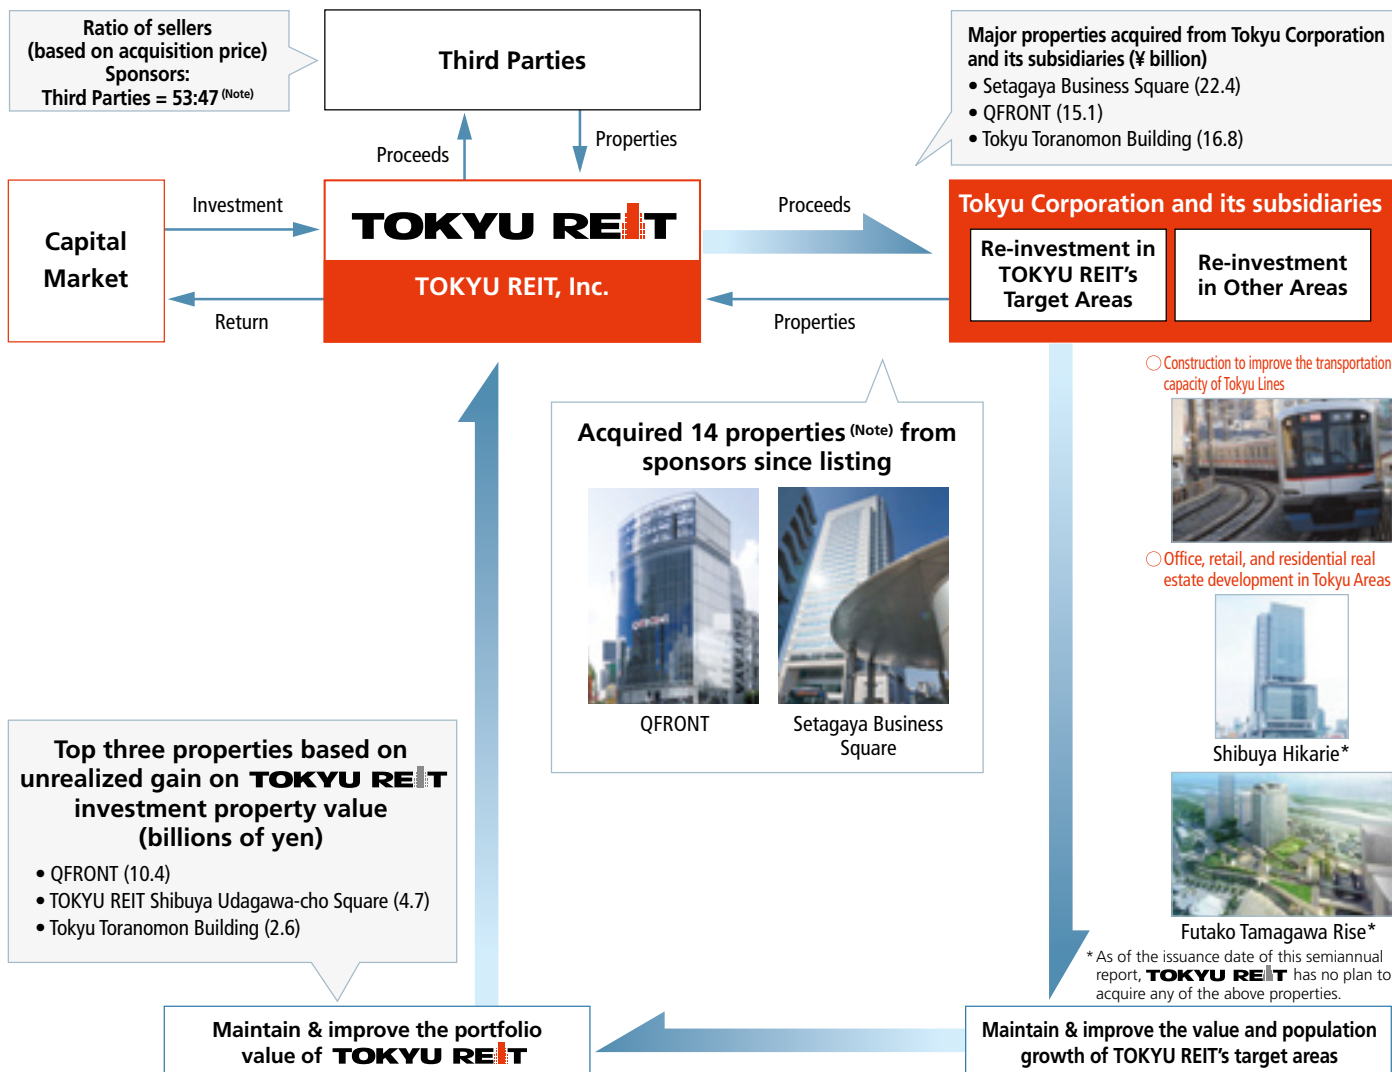 Ratio of sellers
(based on acquisition price)
Sponsors:
Third Parties = 53:47 (Note)
Third Parties
Major properties acquired from Tokyu Corporation
and its subsidiaries (¥ billion)
• Setagaya Business Square (22.4)
• QFRONT (15.1)
• Tokyu Toranomon Building (16.8)
Proceeds
Properties
Capital
Market
Investment
Return
TOKYU REIT
TOKYU REIT, Inc.
Proceeds
Properties
Tokyu Corporation and its subsidiaries
Re-investment in
TOKYU REIT's
Target Areas
Re-investment
in Other Areas
○ Construction to improve the transportation
capacity of Tokyu Lines
○ Office, retail, and residential real
estate development in Tokyu Areas
Shibuya Hikarie*
Futako Tamagawa Rise*
* As of the issuance date of this semiannual
report, TOKYU REIT has no plan to
acquire any of the above properties.
Acquired 14 properties (Note) from
sponsors since listing
QFRONT
Setagaya Business
Square
Top three properties based on
unrealized gain on TOKYU REIT
investment property value
(billions of yen)
• QFRONT (10.4)
• TOKYU REIT Shibuya Udagawa-cho Square (4.7)
• Tokyu Toranomon Building (2.6)
Maintain & improve the portfolio
value of TOKYU REIT
Maintain & improve the value and population
growth of TOKYU REIT's target areas